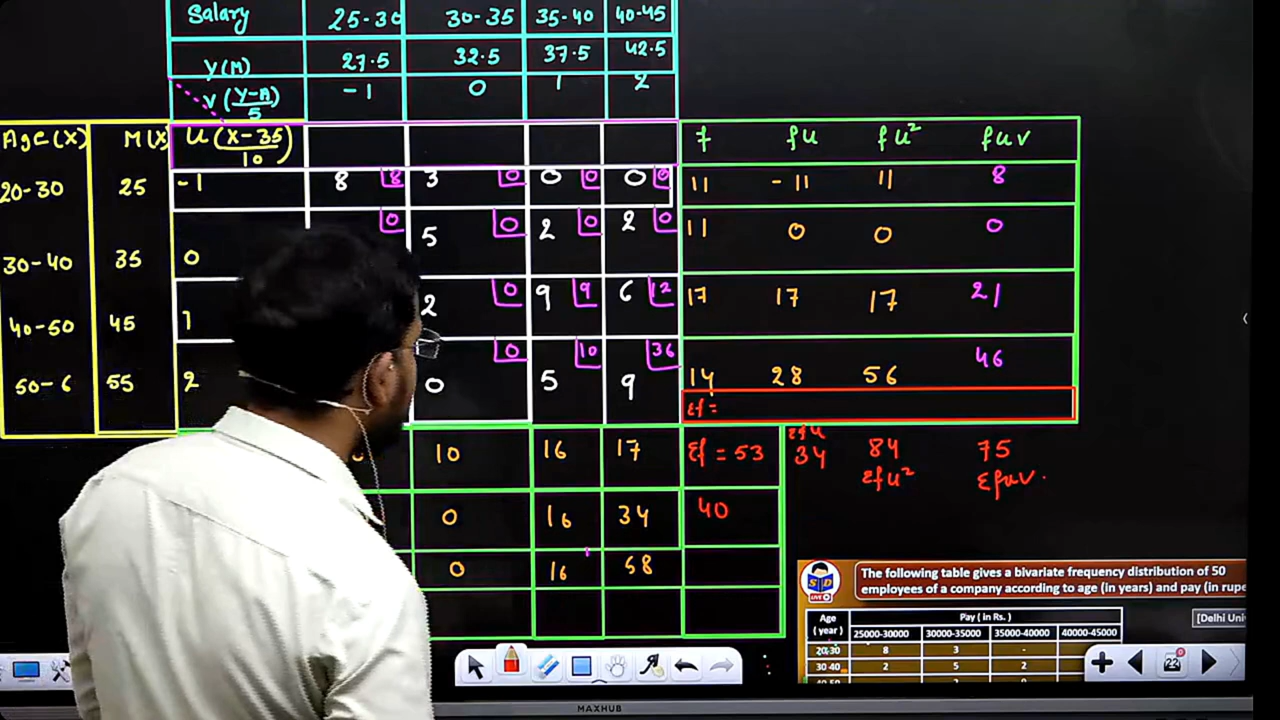 Salary 25-30 30-35 35-40 40-45
Y(M) 27.5 32.5 37.5 42.5
V (Y-A/5) -1 0 1 2
Age(X) M(X) U (X-35/10) f fu fu² fuv
20-30 25 -1 8 8 3 0 0 0 0 0 11 -11 11 8
30-40 35 0 0 5 0 2 0 2 0 11 0 0 0
40-50 45 1 2 0 9 9 6 12 17 17 17 21
50-6 55 2 0 0 5 10 9 36 14 28 56 46
Σf =
10 16 17 Σf = 53 Σfu 34 84 75
Σfu² Σfuv.
0 16 34 40
0 16 58
SD
LIVE
The following table gives a bivariate frequency distribution of 50
employees of a company according to age (in years) and pay (in rupe
[Delhi Uni
Age (year) Pay ( in Rs. )
25000-30000 30000-35000 35000-40000 40000-45000
20-30 8 3 -
30 40 2 5 2
22
MAXHUB